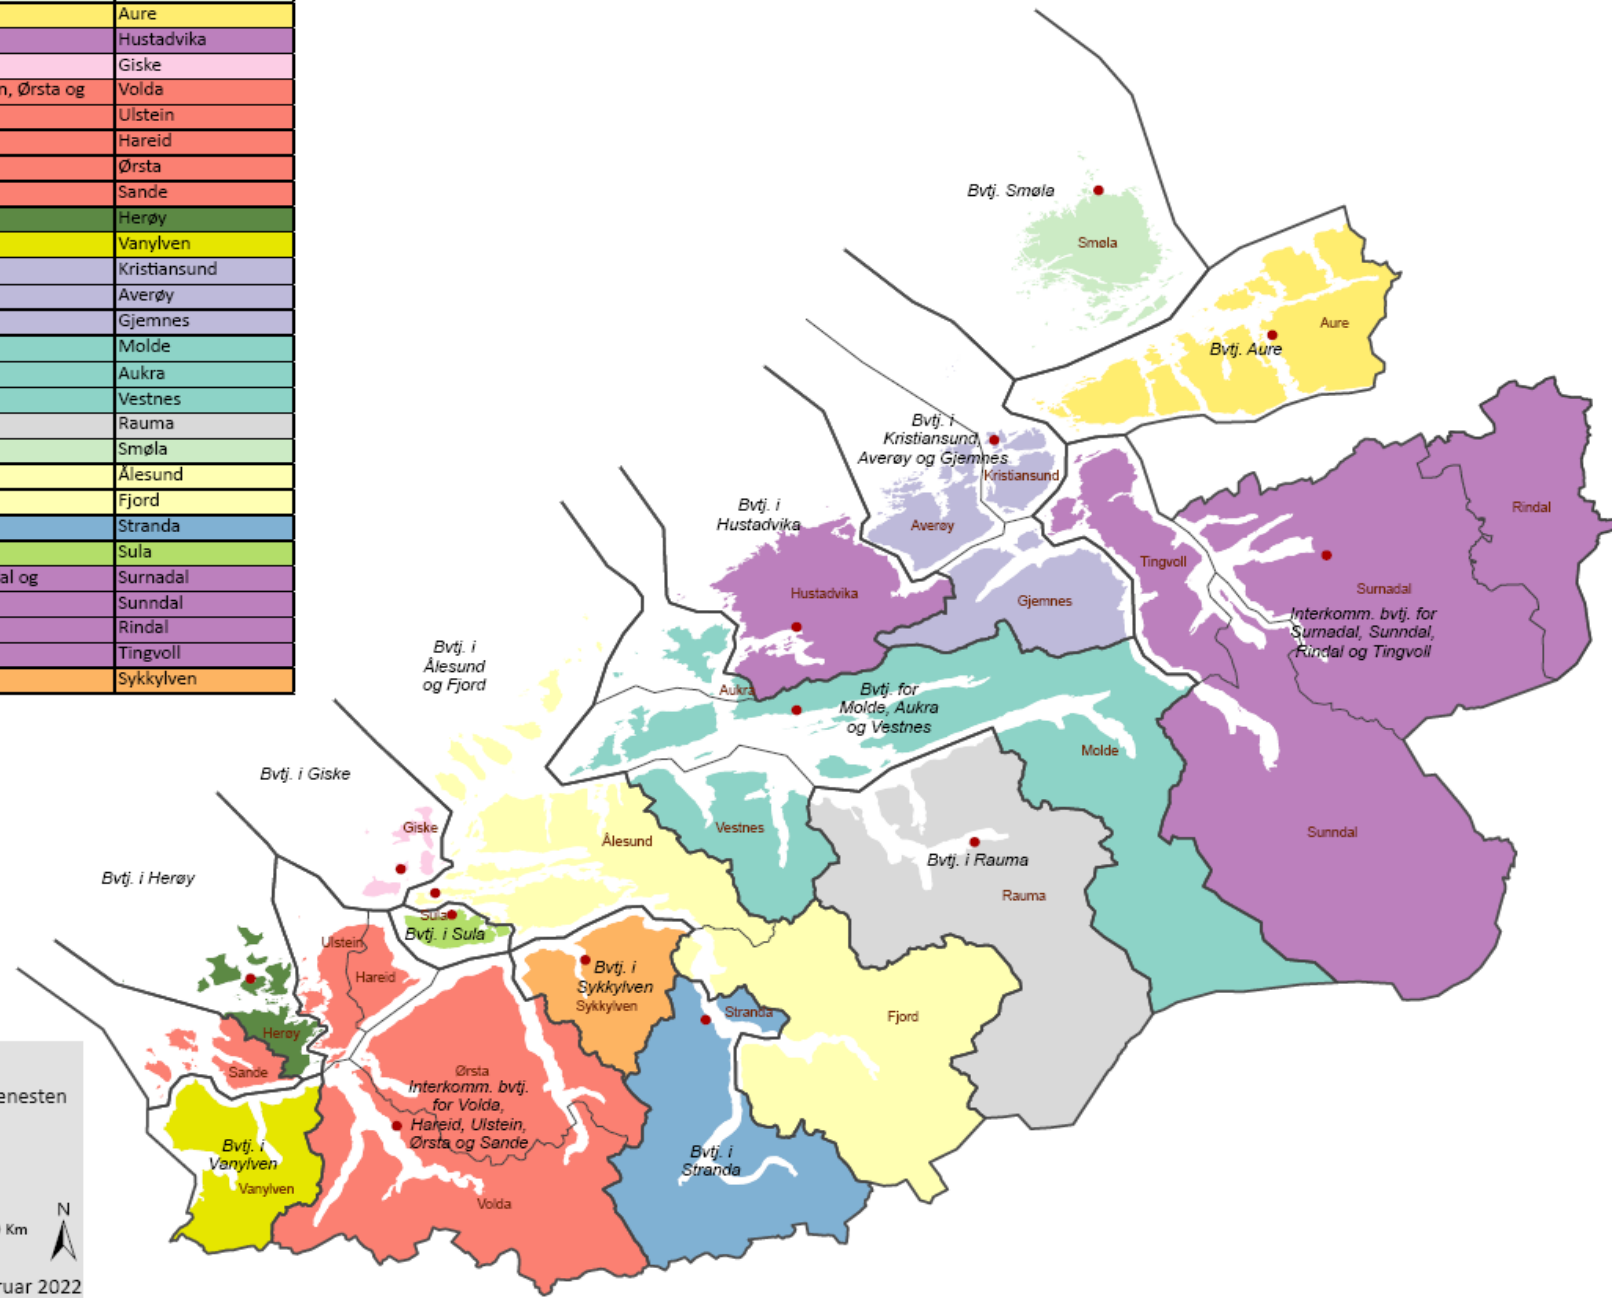 Aure
Hustadvika
Giske
n, Ørsta og Volda
Ulstein
Hareid
Ørsta
Sande
Herøy
Vanylven
Kristiansund
Averøy
Gjemnes
Molde
Aukra
Vestnes
Rauma
Smøla
Ålesund
Fjord
Stranda
Sula
al og Surnadal
Sunndal
Rindal
Tingvoll
Sykkylven
Bvtj. Smøla
Smøla
Aure
Bvtj. Aure
Bvtj. i
Kristiansund,
Averøy og Gjemnes
Kristiansund
Averøy
Bvtj. i
Hustadvika
Hustadvika
Gjemnes
Tingvoll
Rindal
Surnadal
Interkomm. bvtj. for
Surnadal, Sunndal,
Rindal og Tingvoll
Bvtj. i
Ålesund
og Fjord
Aukra
Bvtj. for
Molde, Aukra
og Vestnes
Molde
Bvtj. i Giske
Giske
Ålesund
Vestnes
Sunndal
Bvtj. i Rauma
Rauma
Bvtj. i Herøy
Sula
Bvtj. i Sula
Ulstein
Hareid
Bvtj. i
Sykkylven
Sykkylven
Stranda
Fjord
Herøy
Sande
Ørsta
Interkomm. bvtj.
for Volda,
Hareid, Ulstein,
Ørsta og Sande
Bvtj. i
Vanylven
Vanylven
Volda
Bvtj. i
Stranda
enesten
Km
N
ruar 2022